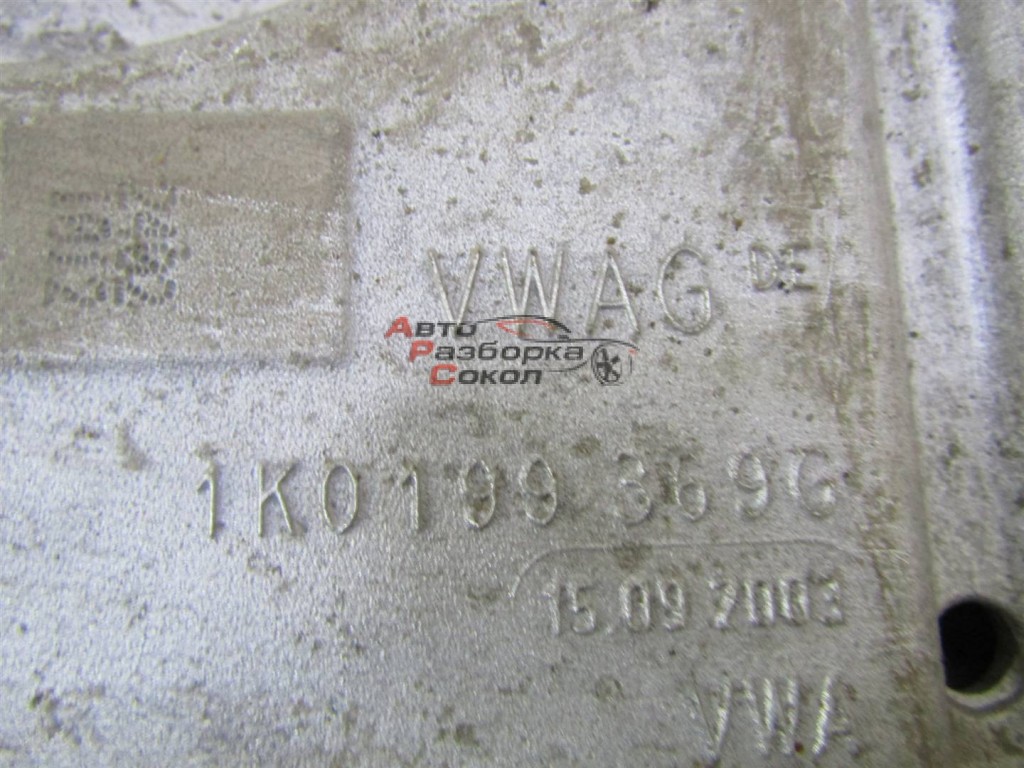 VWAG DE
Авто
Разборка
Сокол
1K0 199 369 G
15.09 2003
VWA